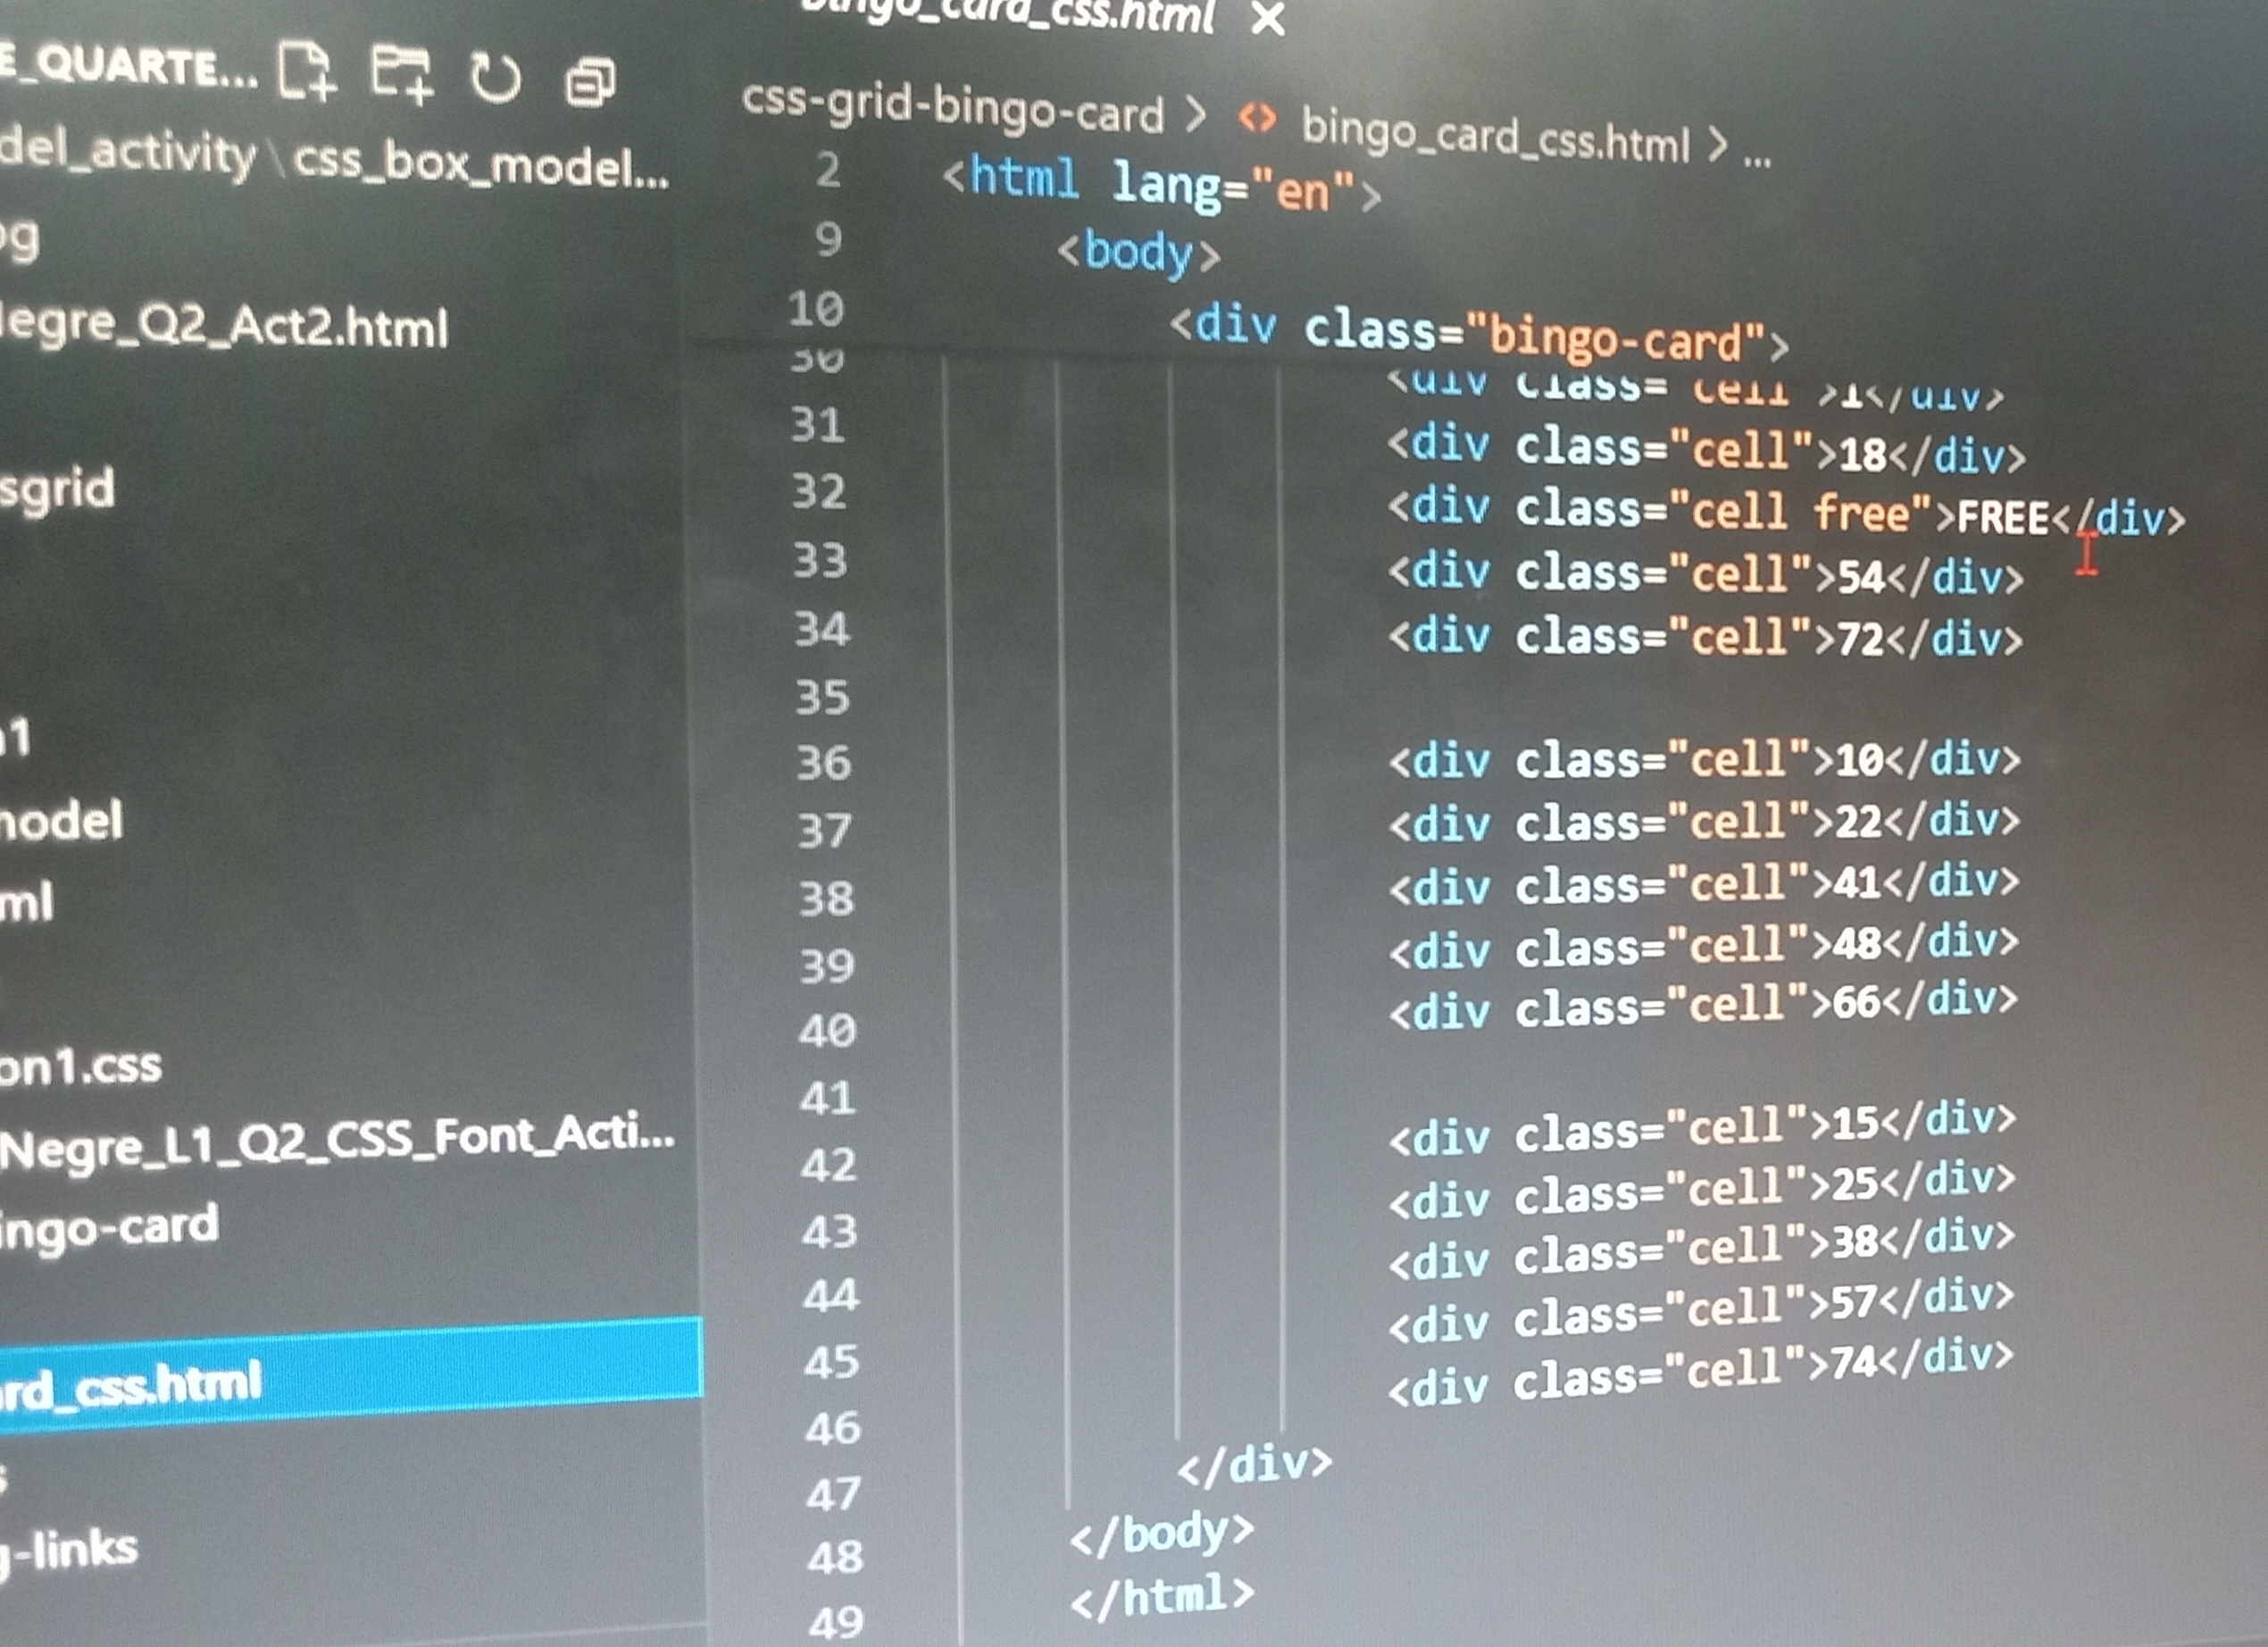 E_QUARTE...
del_activity \ css_box_model...
og
legre_Q2_Act2.html
sgrid
n1
nodel
ml
on1.css
Negre_L1_Q2_CSS_Font_Acti...
ingo-card
rd_css.html
s
g-links
bingo_card_css.html ×
css-grid-bingo-card > <> bingo_card_css.html > ...
2 <html lang="en">
9 <body>
10 <div class="bingo-card">
30 <div class="cell">1</div>
31 <div class="cell">18</div>
32 <div class="cell free">FREE</div>
33 <div class="cell">54</div>
34 <div class="cell">72</div>
35
36 <div class="cell">10</div>
37 <div class="cell">22</div>
38 <div class="cell">41</div>
39 <div class="cell">48</div>
40 <div class="cell">66</div>
41
42 <div class="cell">15</div>
43 <div class="cell">25</div>
44 <div class="cell">38</div>
45 <div class="cell">57</div>
46 <div class="cell">74</div>
47 </div>
48 </body>
49 </html>